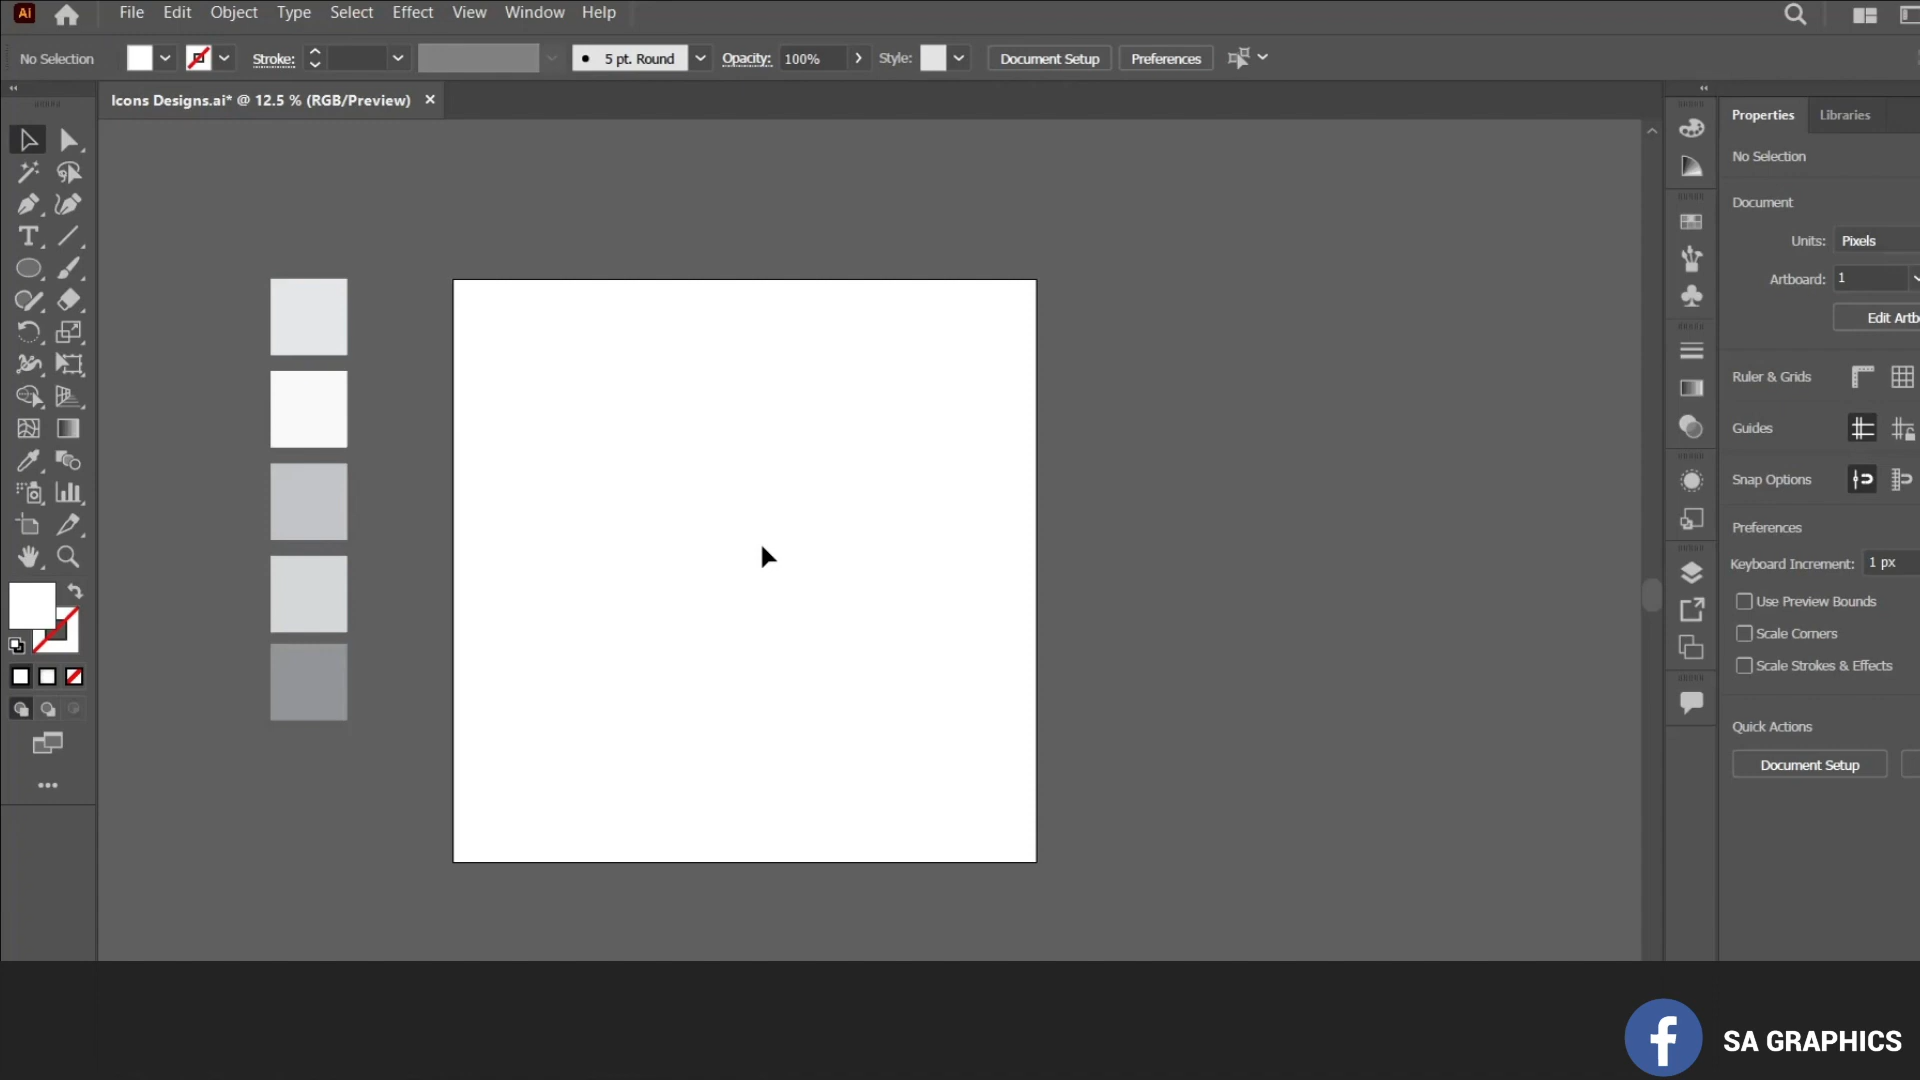 Ai File Edit Object Type Select Effect View Window Help
No Selection Stroke: 5 pt. Round Opacity: 100% Style: Document Setup Preferences
Icons Designs.ai* @ 12.5 % (RGB/Preview) ×
Properties Libraries
No Selection
Document
Units: Pixels
Artboard: 1
Edit Artb
Ruler & Grids
Guides
Snap Options
Preferences
Keyboard Increment: 1 px
Use Preview Bounds
Scale Corners
Scale Strokes & Effects
Quick Actions
Document Setup
f SA GRAPHICS